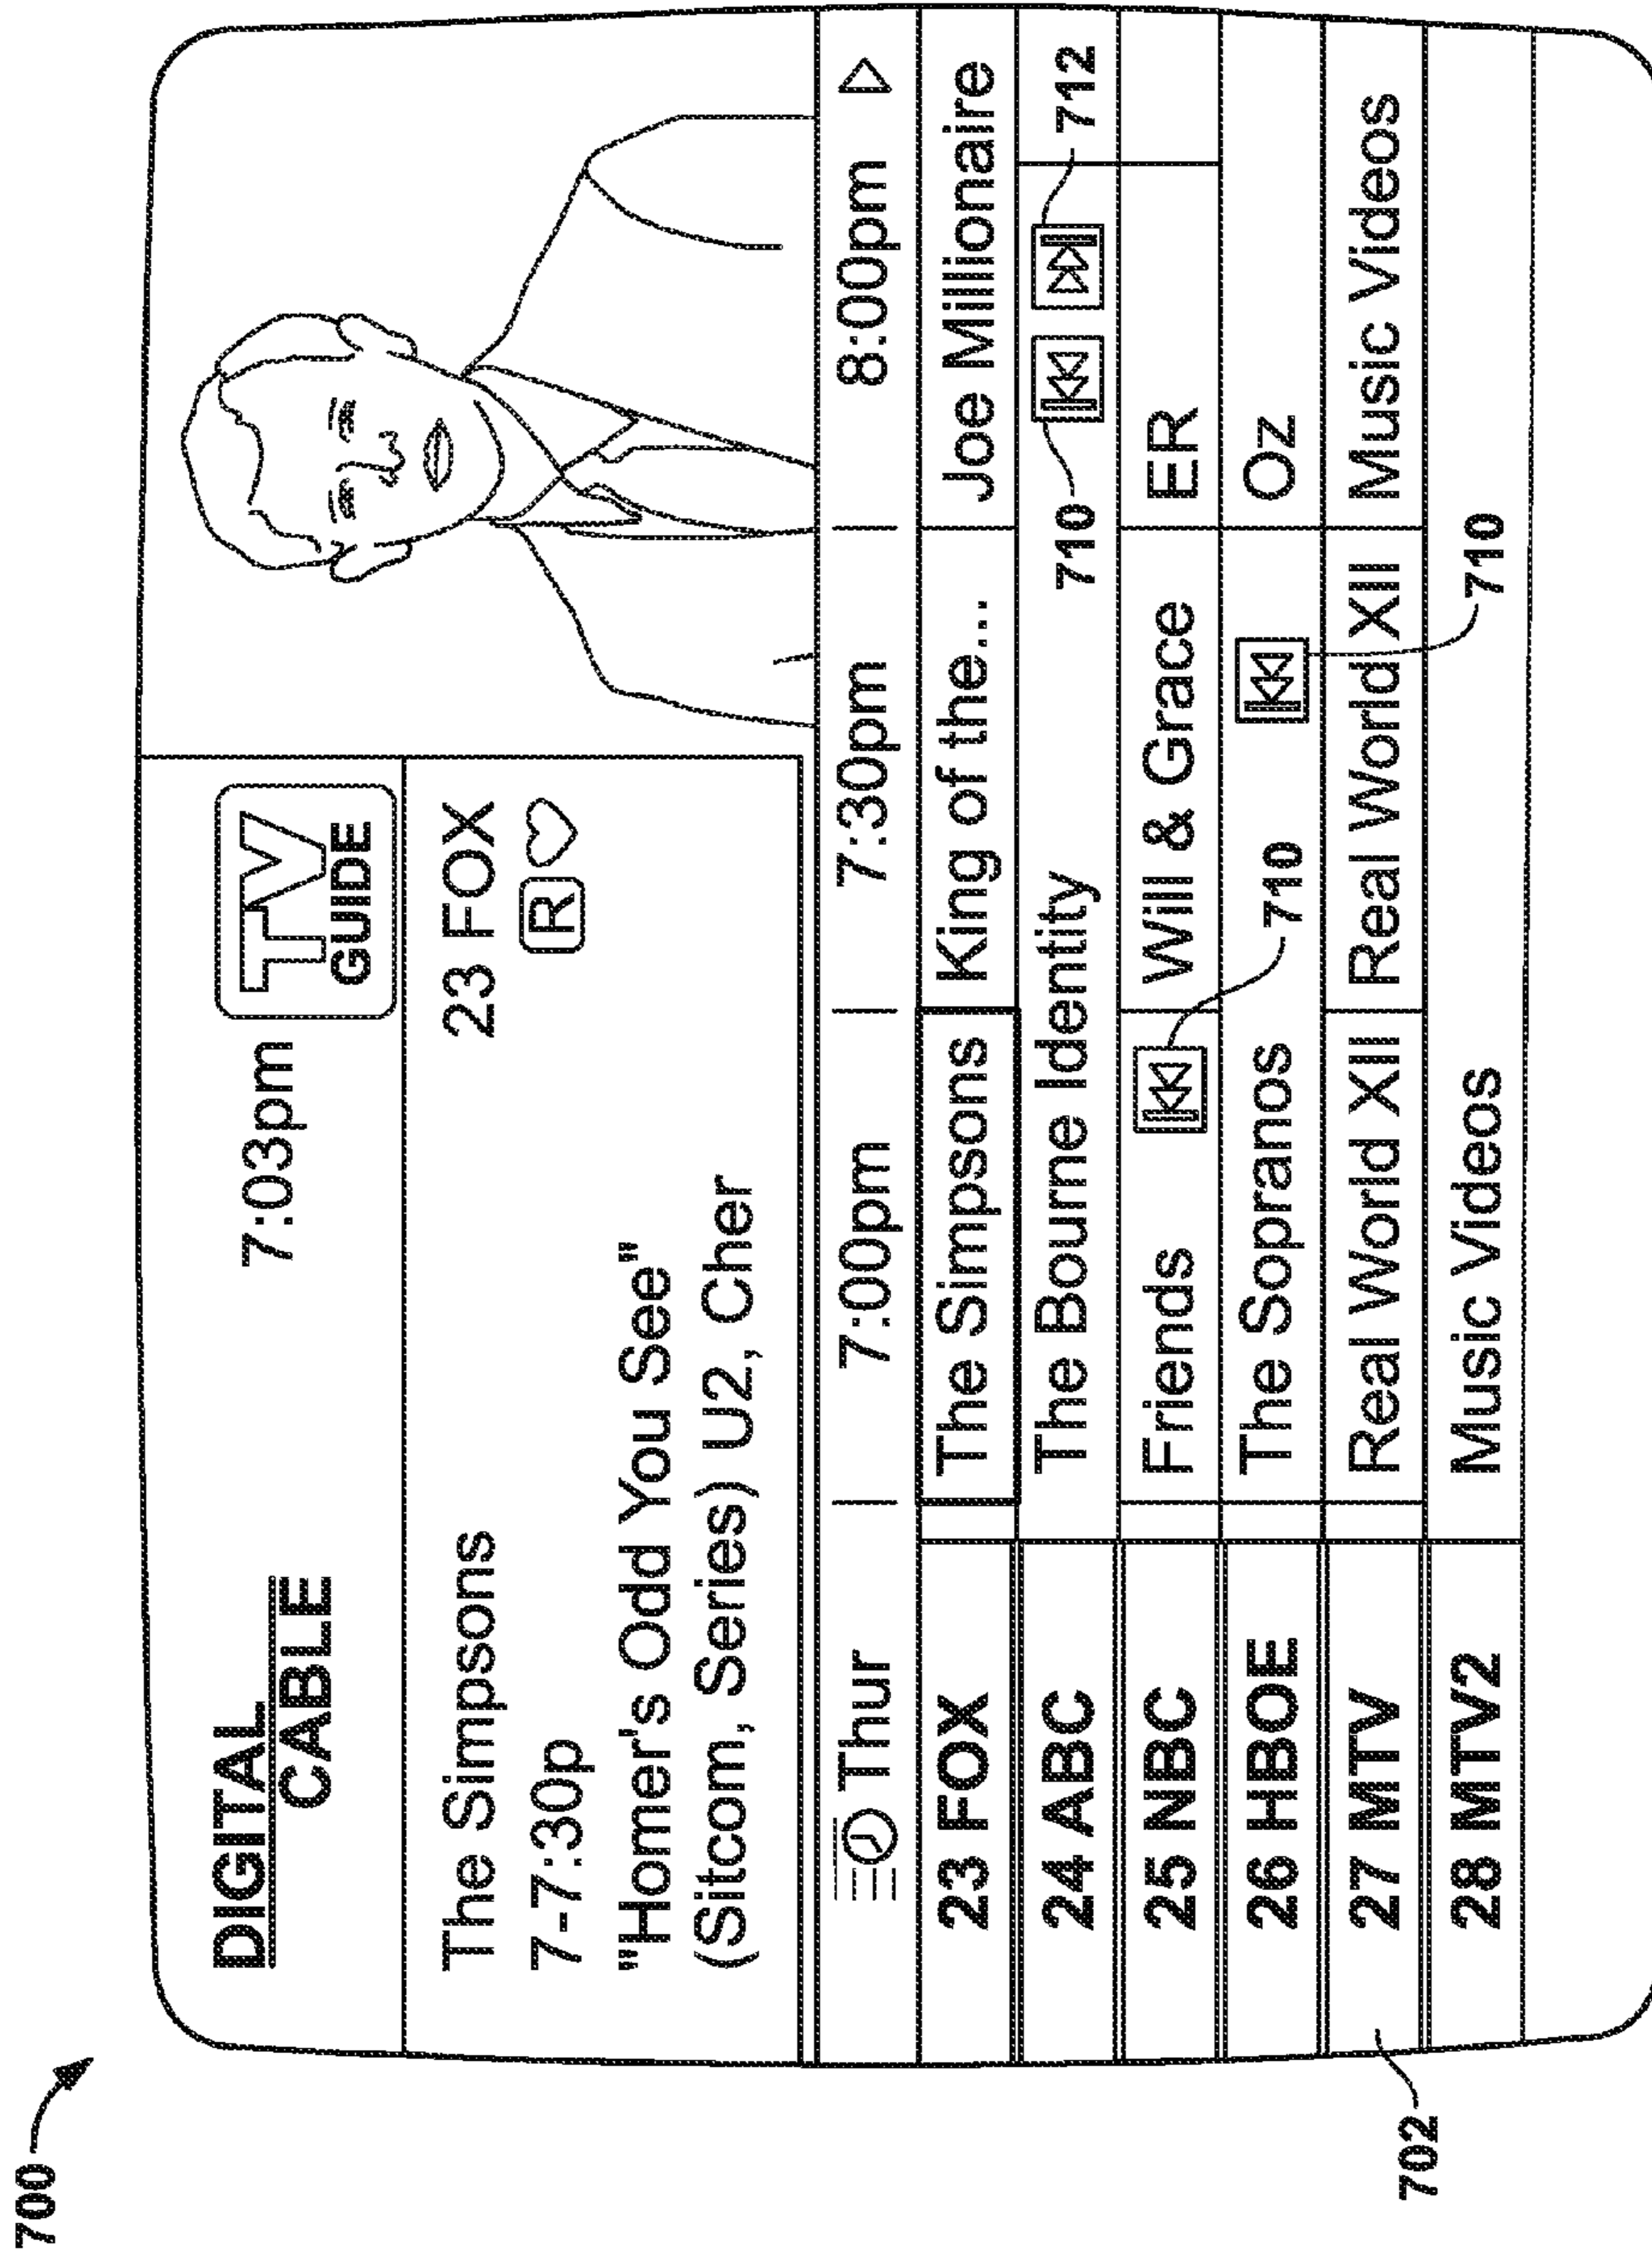 700
DIGITAL
CABLE
7:03pm
TV
GUIDE
The Simpsons
23 FOX
7-7:30p
R
"Homer's Odd You See"
(Sitcom, Series) U2, Cher
Thur 7:00pm 7:30pm 8:00pm
23 FOX The Simpsons King of the... Joe Millionaire
24 ABC The Bourne Identity
710
712
25 NBC Friends Will & Grace ER
26 HBOE The Sopranos Oz
710
27 MTV Real World XII Real World XII Music Videos
28 MTV2 Music Videos
710
702